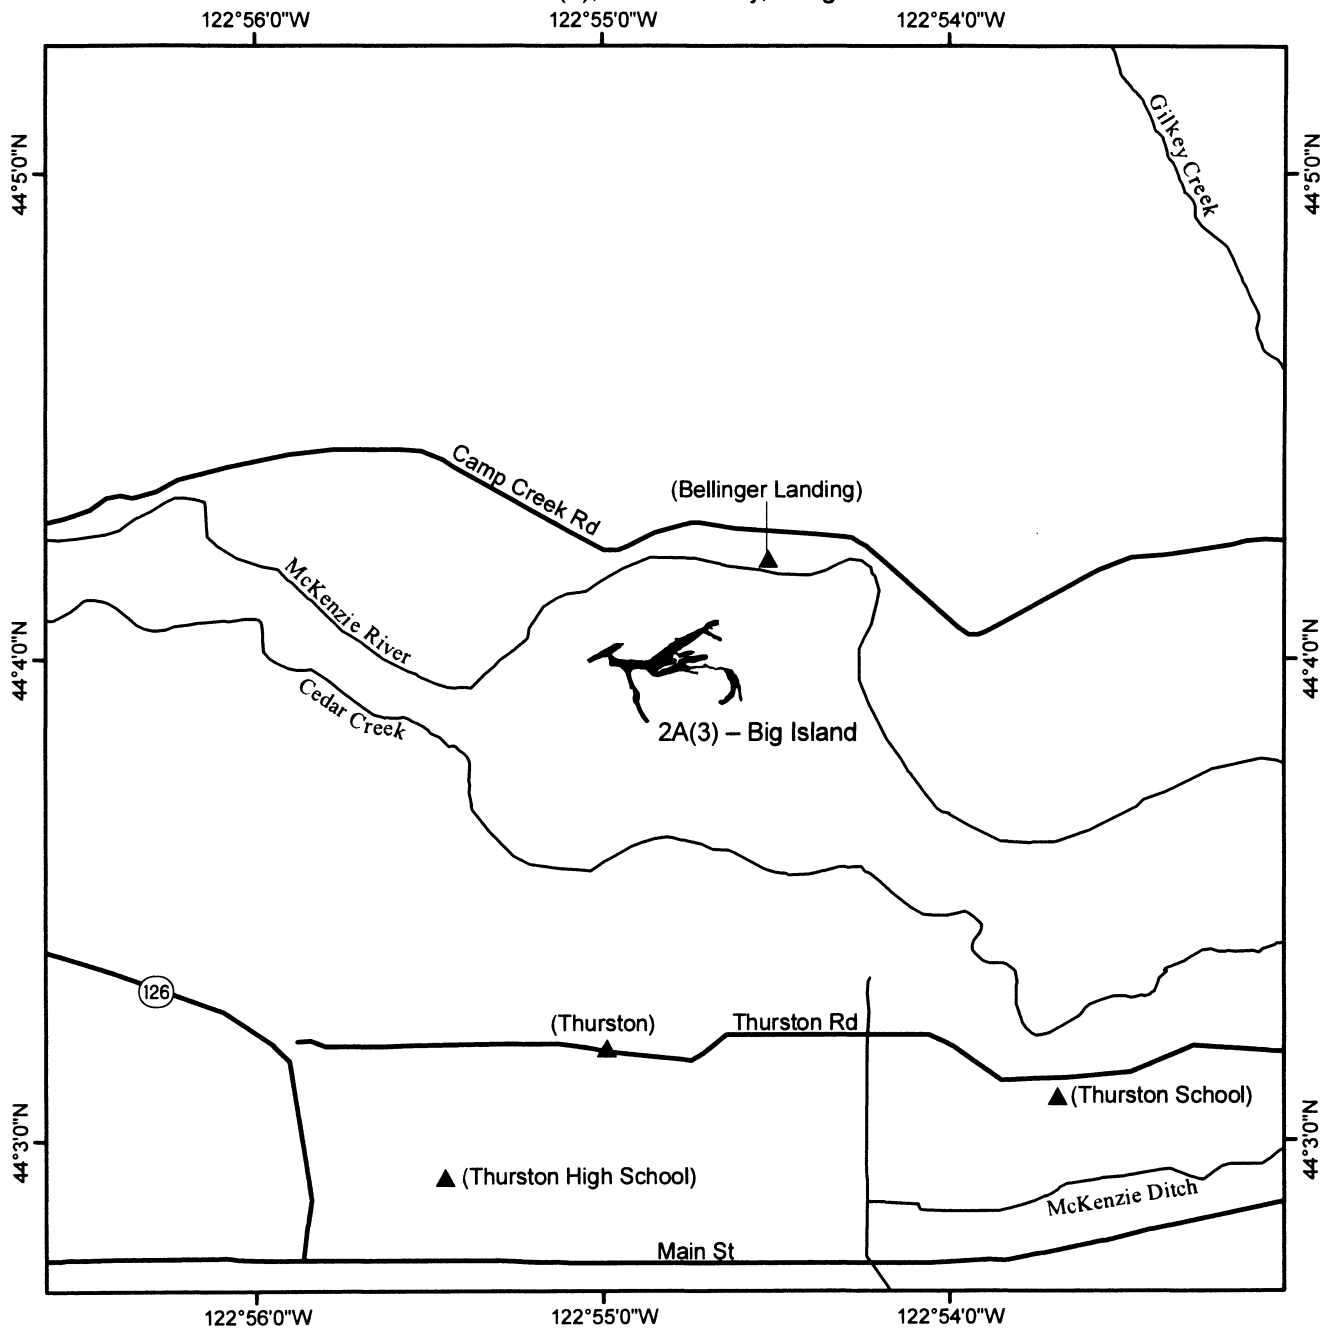 122°56'0"W 122°55'0"W 122°54'0"W
Gilkey Creek
44°5'0"N 44°5'0"N
Camp Creek Rd
(Bellinger Landing)
McKenzie River
44°4'0"N 44°4'0"N
Cedar Creek
2A(3) – Big Island
126
(Thurston)
Thurston Rd
(Thurston School)
44°3'0"N 44°3'0"N
(Thurston High School)
McKenzie Ditch
Main St
122°56'0"W 122°55'0"W 122°54'0"W